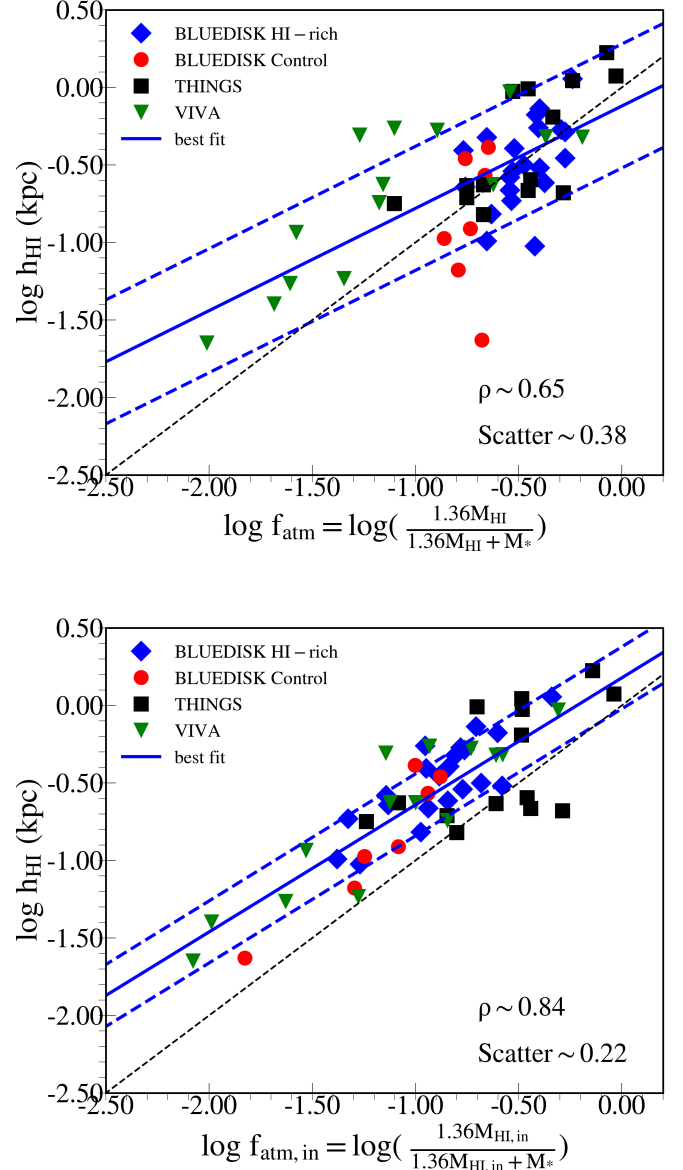 0.50
BLUEDISK HI − rich
BLUEDISK Control
0.00
THINGS
VIVA
best fit
-0.50
-1.00
-1.50
-2.00
-2.50
log h_HI (kpc)
ρ ∼ 0.65
Scatter ∼ 0.38
-2.50 -2.00 -1.50 -1.00 -0.50 0.00
log f_atm = log( 1.36M_HI / 1.36M_HI + M_* )
0.50
BLUEDISK HI − rich
BLUEDISK Control
0.00
THINGS
VIVA
best fit
-0.50
-1.00
-1.50
-2.00
-2.50
log h_HI (kpc)
ρ ∼ 0.84
Scatter ∼ 0.22
-2.50 -2.00 -1.50 -1.00 -0.50 0.00
log f_atm, in = log( 1.36M_HI, in / 1.36M_HI, in + M_* )